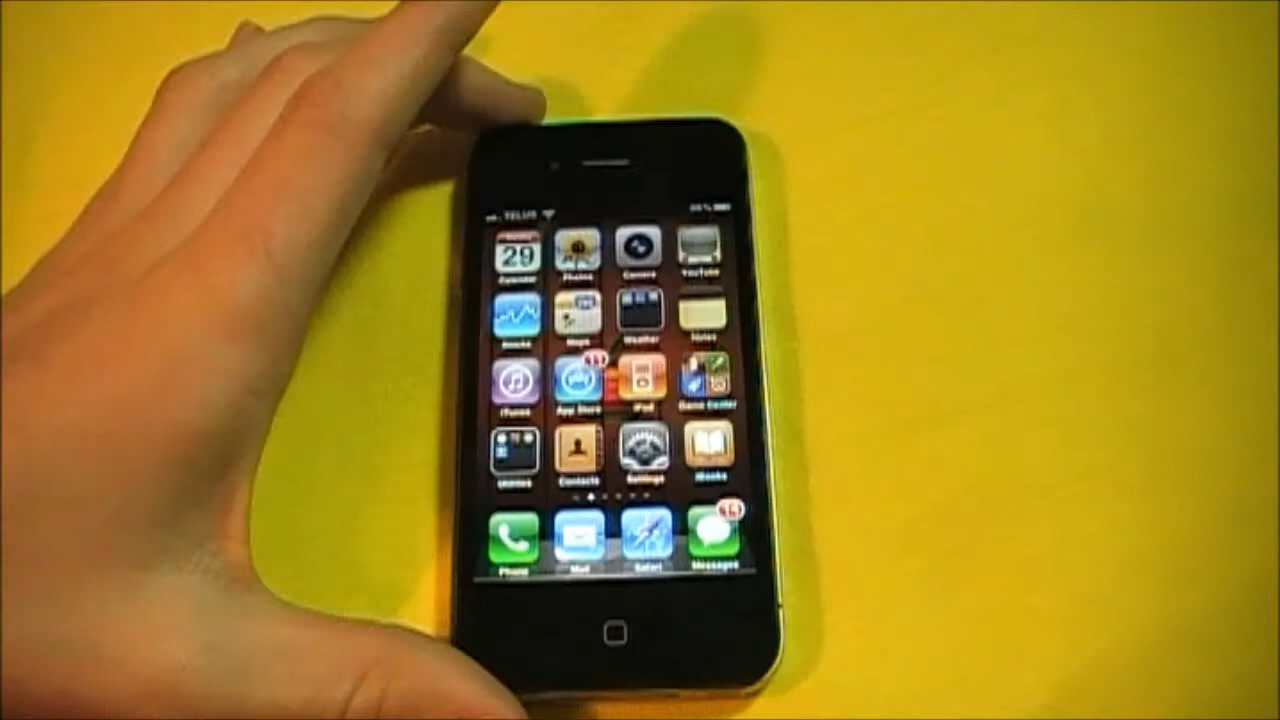 TELUS
29
Calendar Photos Camera YouTube
Stocks Maps Weather Notes
iTunes App Store iPod Game Center
Utilities Contacts Settings iBooks
Phone Mail Safari Messages